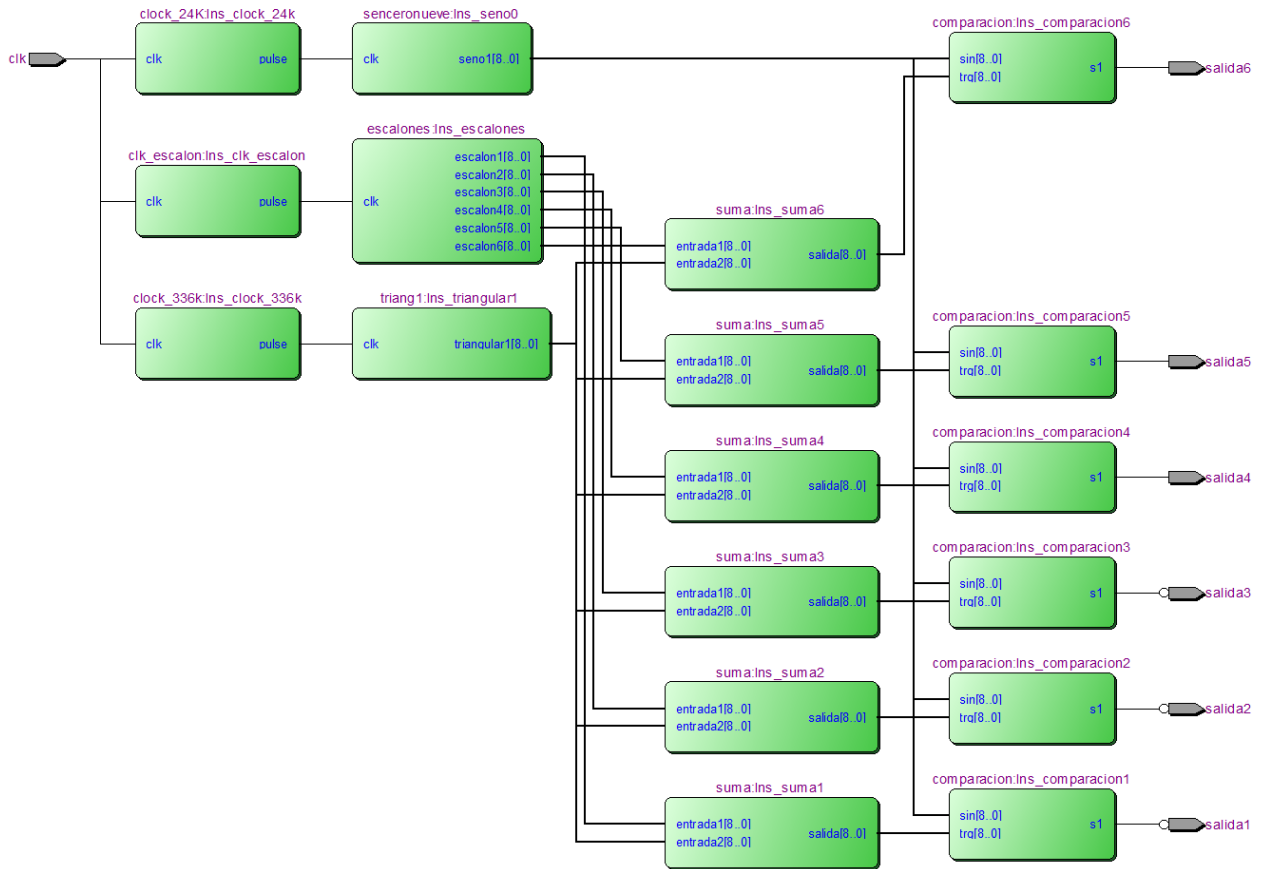 clk
clock_24K:Ins_clock_24k
clk
pulse
senceronueve:Ins_seno0
clk
seno1[8..0]
clk_escalon:Ins_clk_escalon
clk
pulse
escalones:Ins_escalones
clk
escalon1[8..0]
escalon2[8..0]
escalon3[8..0]
escalon4[8..0]
escalon5[8..0]
escalon6[8..0]
clock_336k:Ins_clock_336k
clk
pulse
triang1:Ins_triangular1
clk
triangular1[8..0]
suma:Ins_suma6
entrada1[8..0]
entrada2[8..0]
salida[8..0]
suma:Ins_suma5
entrada1[8..0]
entrada2[8..0]
salida[8..0]
suma:Ins_suma4
entrada1[8..0]
entrada2[8..0]
salida[8..0]
suma:Ins_suma3
entrada1[8..0]
entrada2[8..0]
salida[8..0]
suma:Ins_suma2
entrada1[8..0]
entrada2[8..0]
salida[8..0]
suma:Ins_suma1
entrada1[8..0]
entrada2[8..0]
salida[8..0]
comparacion:Ins_comparacion6
sin[8..0]
trg[8..0]
s1
salida6
comparacion:Ins_comparacion5
sin[8..0]
trg[8..0]
s1
salida5
comparacion:Ins_comparacion4
sin[8..0]
trg[8..0]
s1
salida4
comparacion:Ins_comparacion3
sin[8..0]
trg[8..0]
s1
salida3
comparacion:Ins_comparacion2
sin[8..0]
trg[8..0]
s1
salida2
comparacion:Ins_comparacion1
sin[8..0]
trg[8..0]
s1
salida1